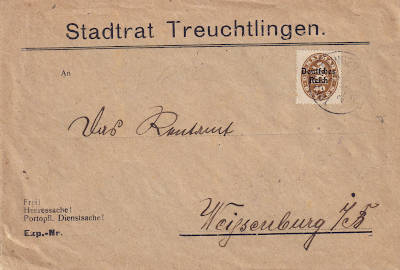 Stadtrat Treuchtlingen.
An
Deutsches
Reich
Das Rentamt
Frei!
Heeressache!
Portopfl. Dienstsache!
Exp.-Nr.
Weissenburg i/B